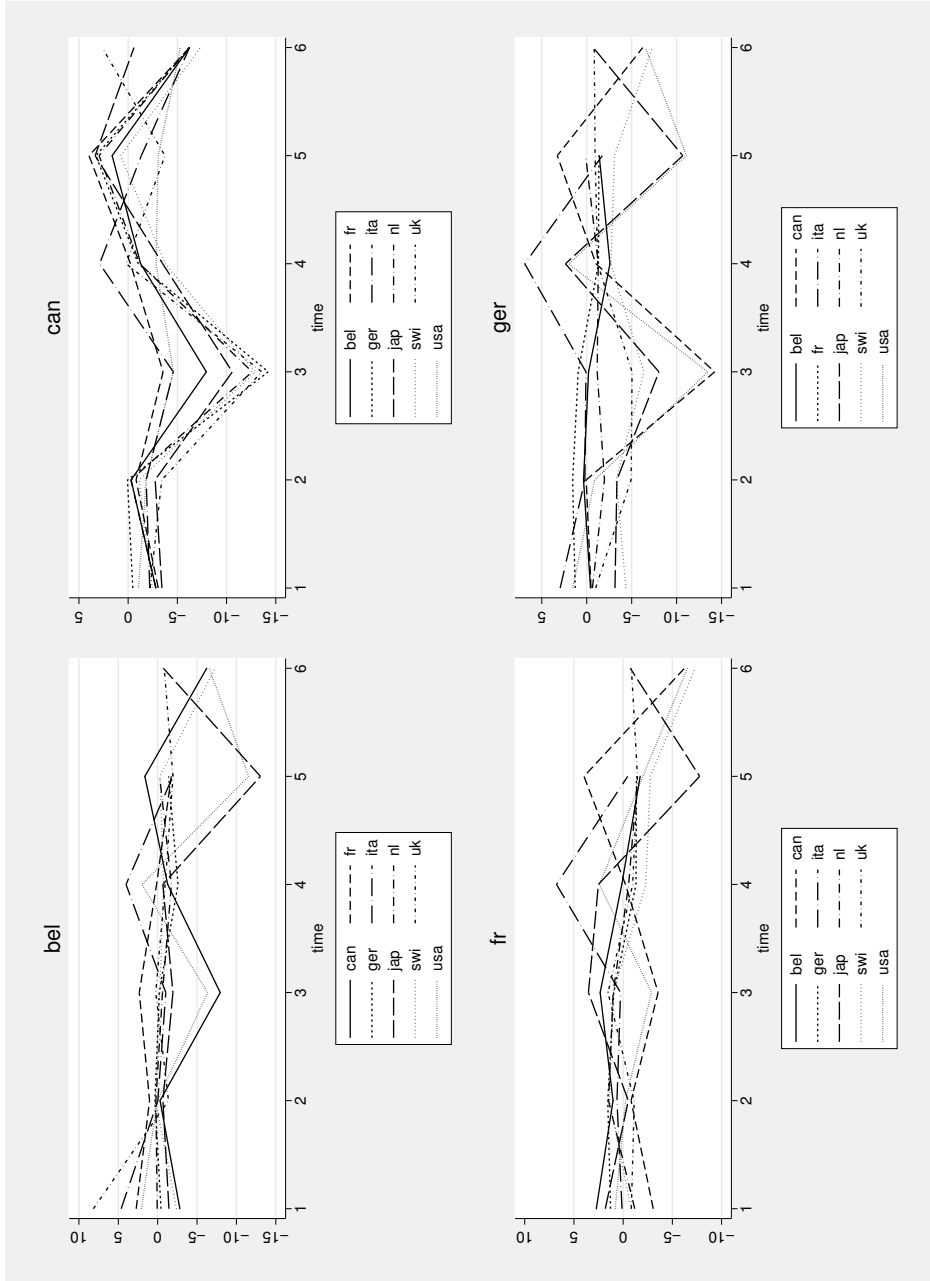 bel
10
5
0
−5
−10
−15
1 2 3 4 5 6
time
can fr
ger ita
jap nl
swi uk
usa
can
5
0
−5
−10
−15
1 2 3 4 5 6
time
bel fr
ger ita
jap nl
swi uk
usa
fr
10
5
0
−5
−10
1 2 3 4 5 6
time
bel can
ger ita
jap nl
swi uk
usa
ger
5
0
−5
−10
−15
1 2 3 4 5 6
time
bel can
fr ita
jap nl
swi uk
usa